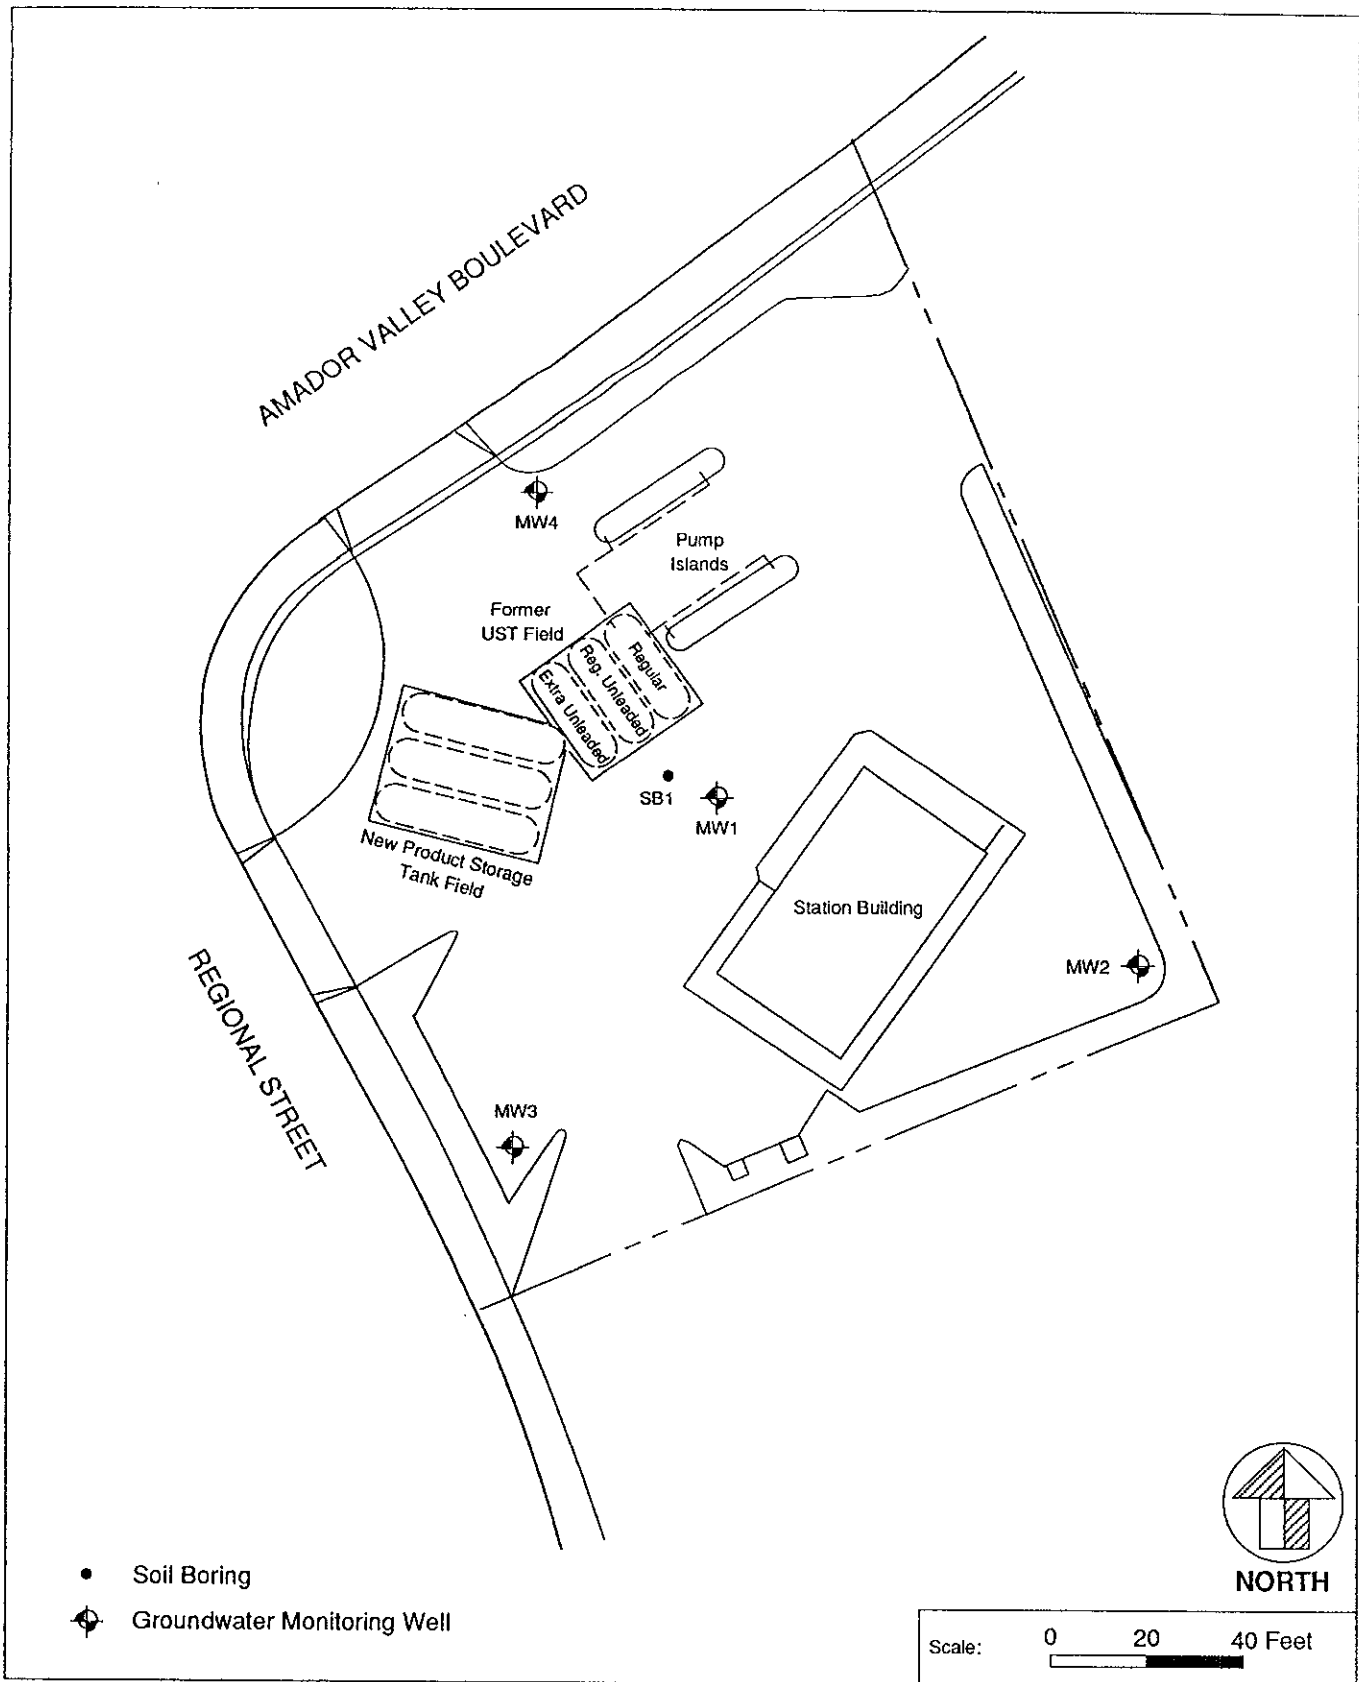 AMADOR VALLEY BOULEVARD
MW4
Pump
Islands
Former
UST Field
Regular
Reg. Unleaded
Extra Unleaded
SB1
MW1
New Product Storage
Tank Field
Station Building
REGIONAL STREET
MW2
MW3
NORTH
Soil Boring
Groundwater Monitoring Well
Scale: 0 20 40 Feet